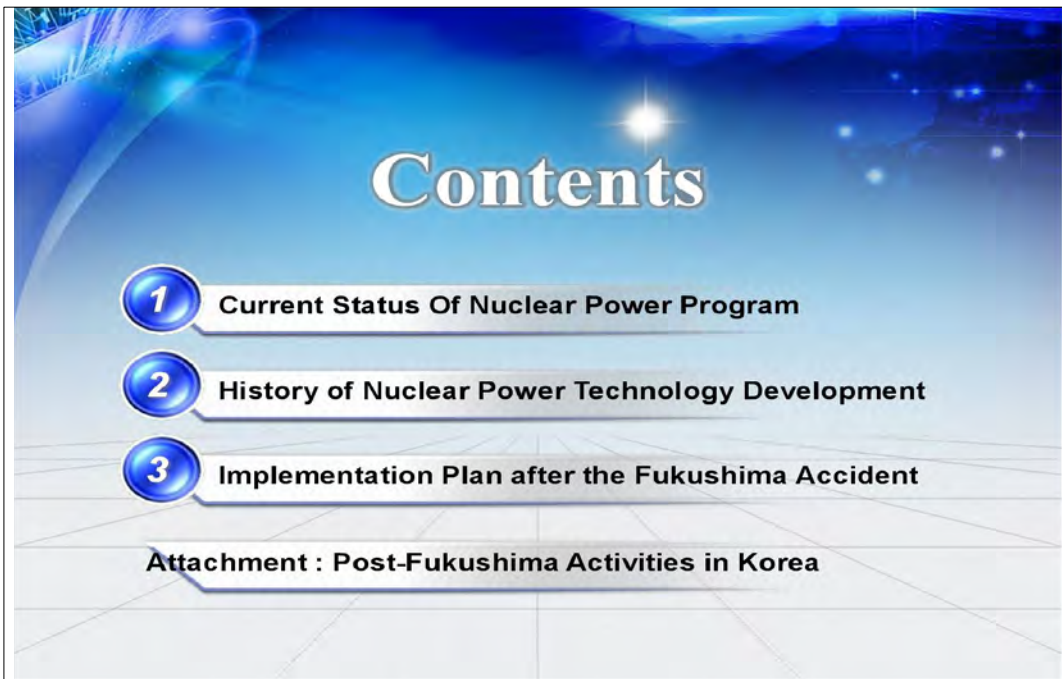 Contents
1 Current Status Of Nuclear Power Program
2 History of Nuclear Power Technology Development
3 Implementation Plan after the Fukushima Accident
Attachment : Post-Fukushima Activities in Korea